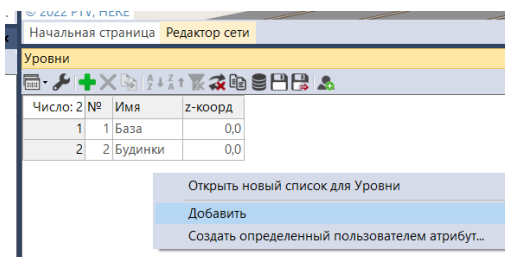 © 2022 PTV, HERE
Начальная страница Редактор сети
Уровни
Число: 2 № Имя z-коорд
1 1 База 0,0
2 2 Будинки 0,0
Открыть новый список для Уровни
Добавить
Создать определенный пользователем атрибут...